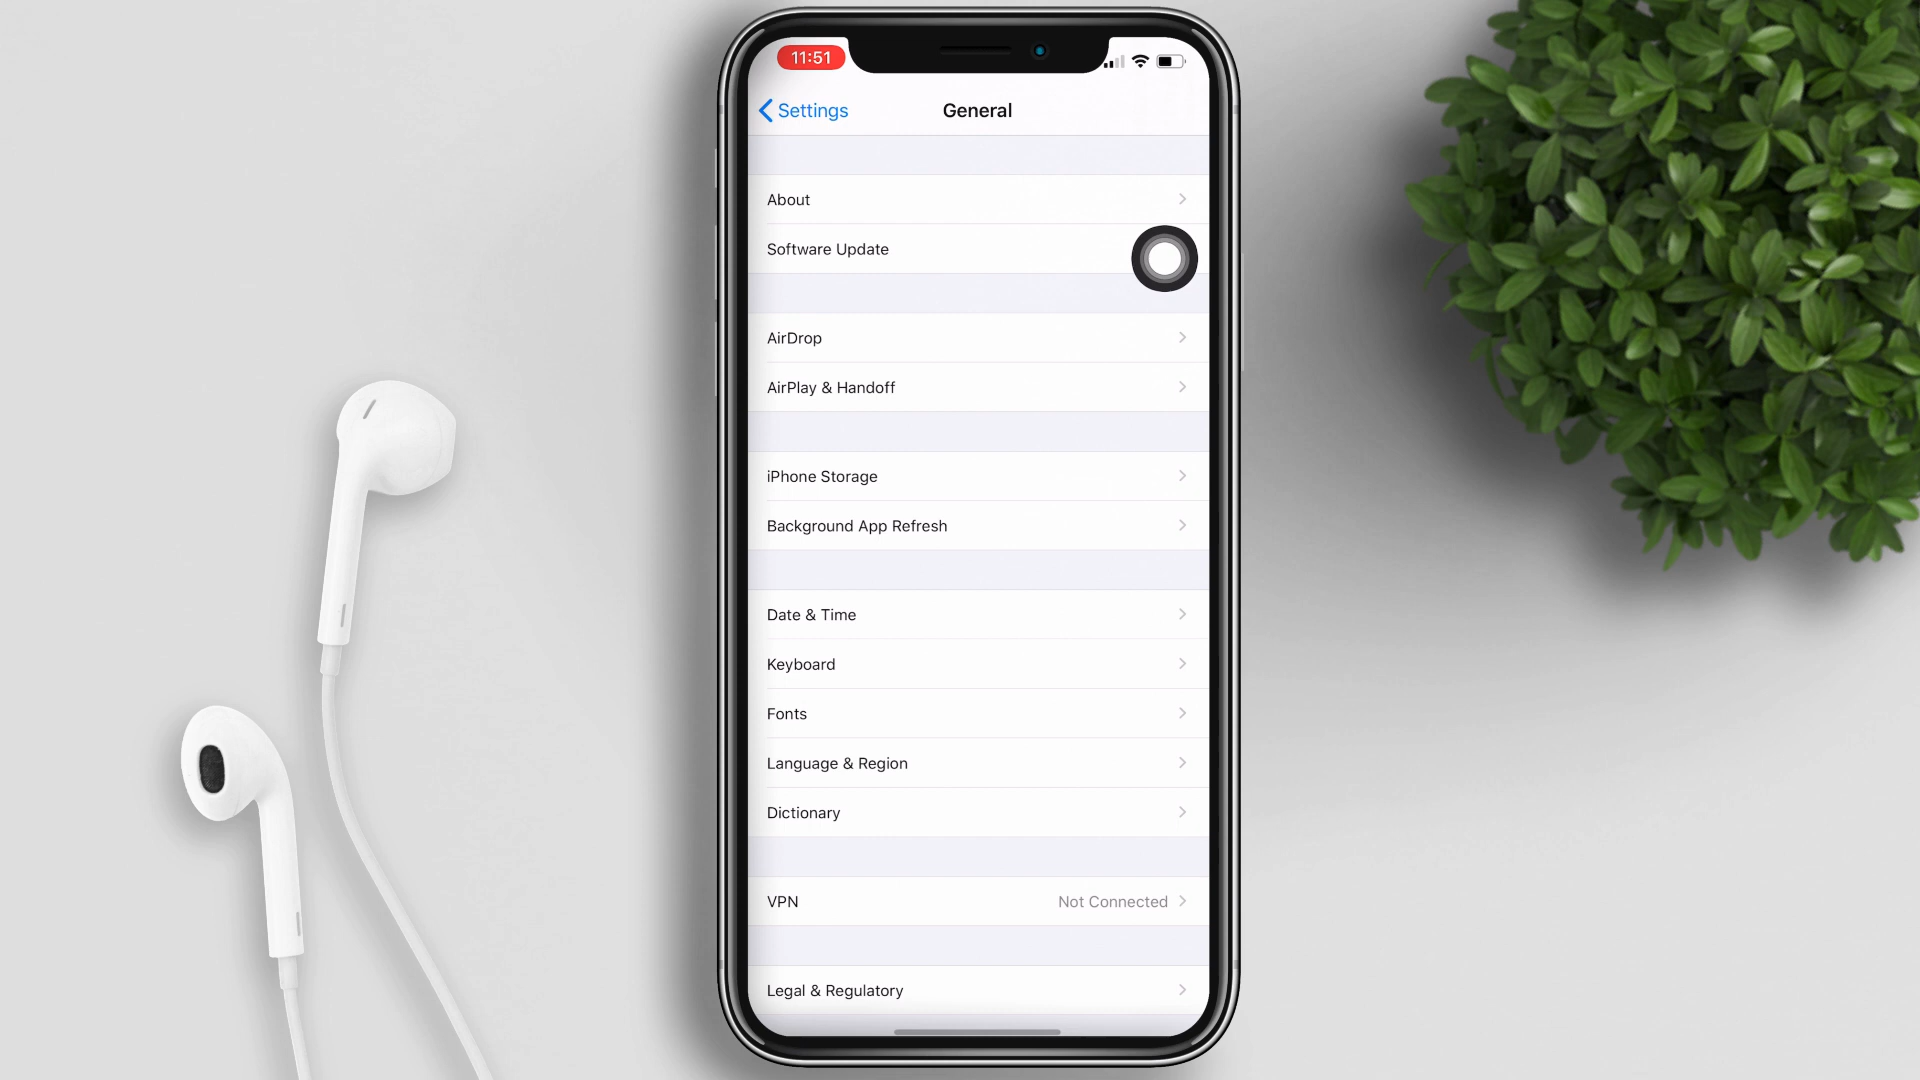 11:51
Settings
General
About
Software Update
AirDrop
AirPlay & Handoff
iPhone Storage
Background App Refresh
Date & Time
Keyboard
Fonts
Language & Region
Dictionary
VPN Not Connected
Legal & Regulatory